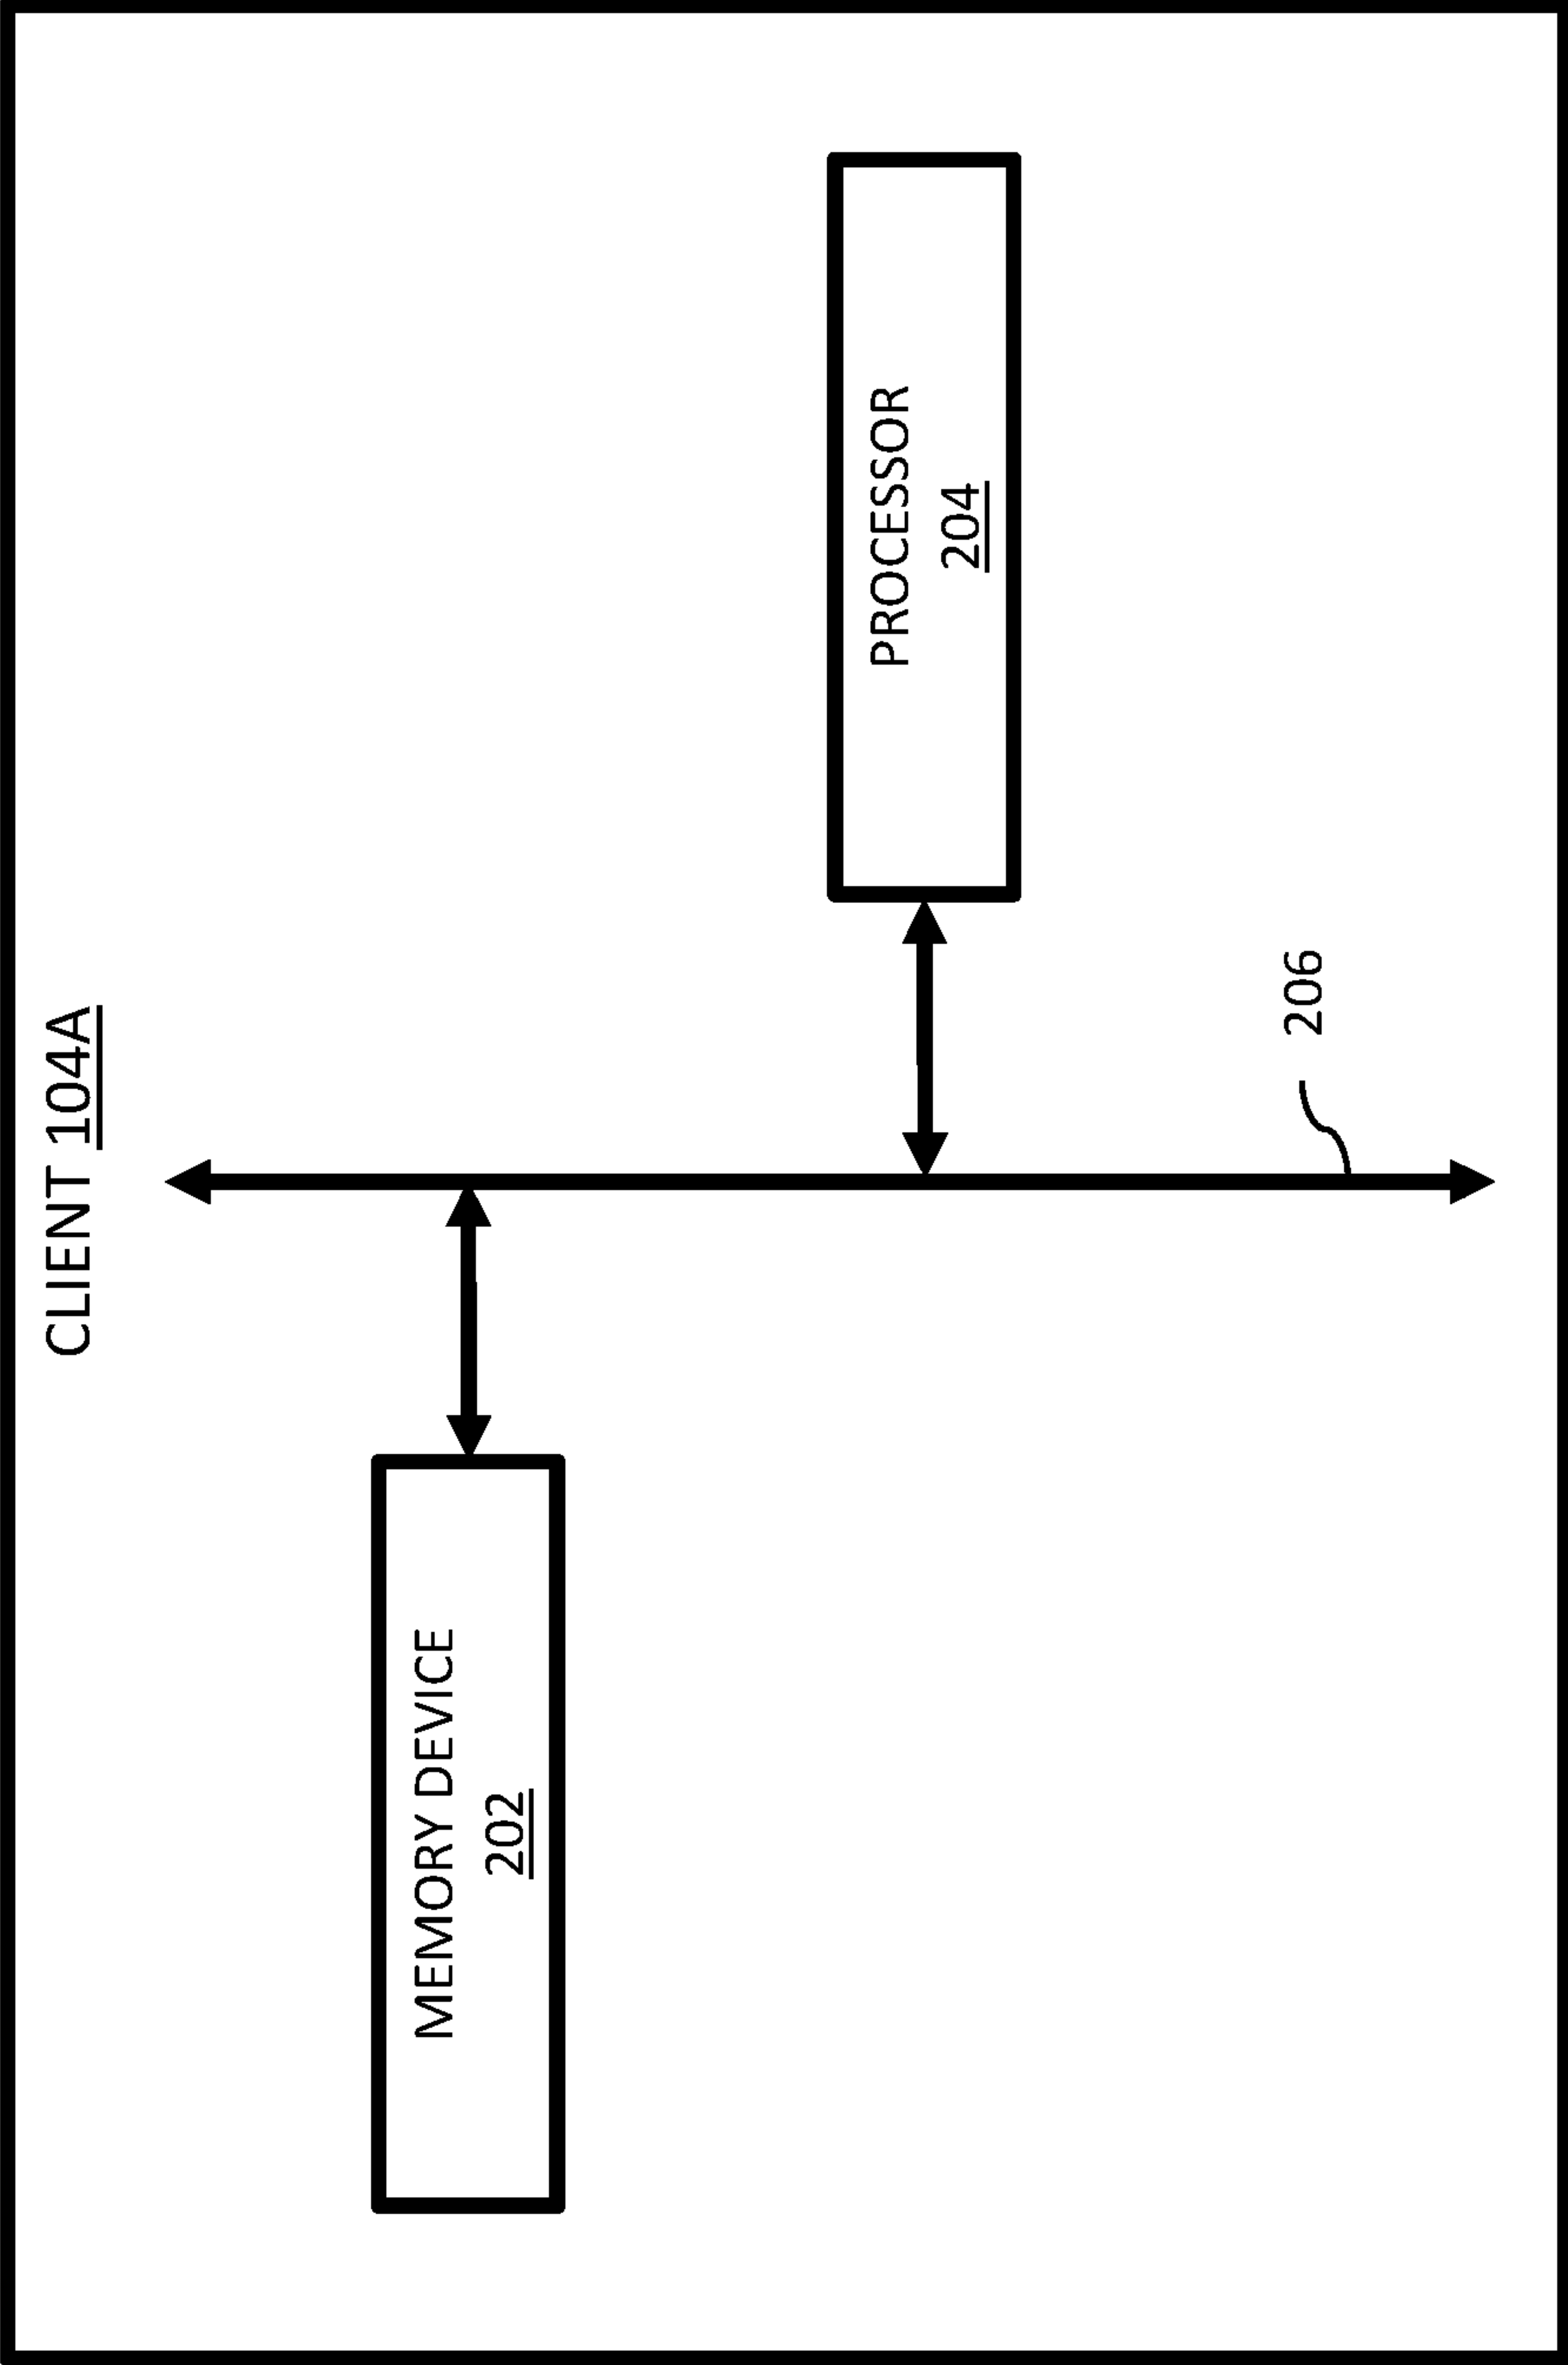 CLIENT 104A
MEMORY DEVICE
202
PROCESSOR
204
206